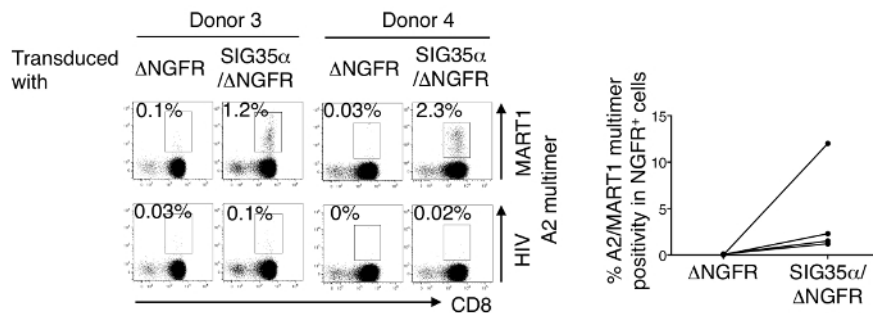 Donor 3 Donor 4
Transduced with
ΔNGFR SIG35α /ΔNGFR ΔNGFR SIG35α /ΔNGFR
0.1% 1.2% 0.03% 2.3%
MART1
0.03% 0.1% 0% 0.02%
HIV
A2 multimer
CD8
% A2/MART1 multimer
positivity in NGFR⁺ cells
15
10
5
0
ΔNGFR SIG35α/
ΔNGFR